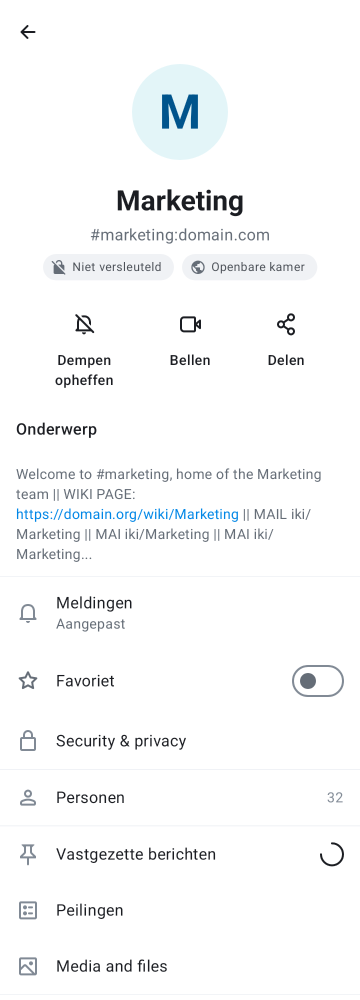 M
Marketing
#marketing:domain.com
Niet versleuteld
Openbare kamer
Dempen
opheffen
Bellen
Delen
Onderwerp
Welcome to #marketing, home of the Marketing
team || WIKI PAGE:
https://domain.org/wiki/Marketing || MAIL iki/
Marketing || MAI iki/Marketing || MAI iki/
Marketing...
Meldingen
Aangepast
Favoriet
Security & privacy
Personen 32
Vastgezette berichten
Peilingen
Media and files